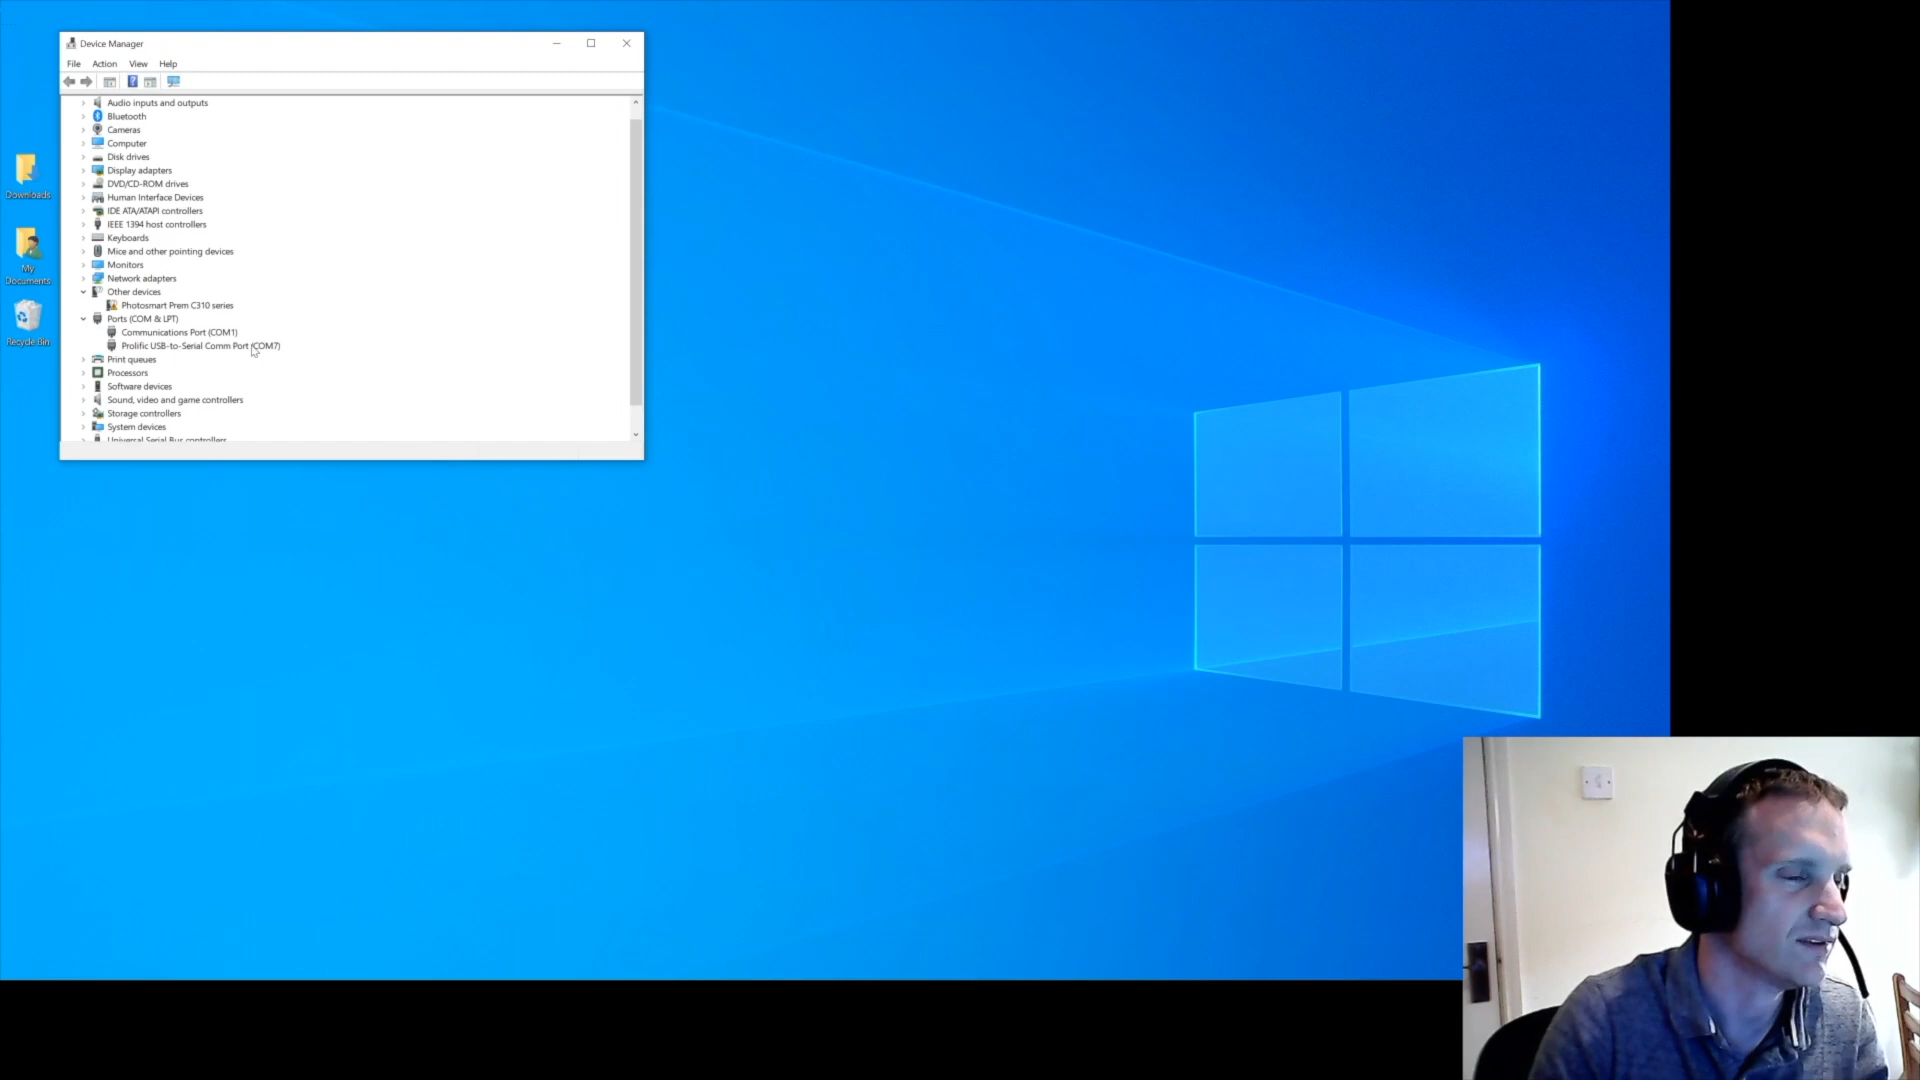 Device Manager
File Action View Help
Audio inputs and outputs
Bluetooth
Cameras
Computer
Disk drives
Display adapters
DVD/CD-ROM drives
Human Interface Devices
IDE ATA/ATAPI controllers
IEEE 1394 host controllers
Keyboards
Mice and other pointing devices
Monitors
Network adapters
Other devices
Photosmart Prem C310 series
Ports (COM & LPT)
Communications Port (COM1)
Prolific USB-to-Serial Comm Port (COM7)
Print queues
Processors
Software devices
Sound, video and game controllers
Storage controllers
System devices
Universal Serial Bus controllers
Downloads
My
Documents
Recycle Bin